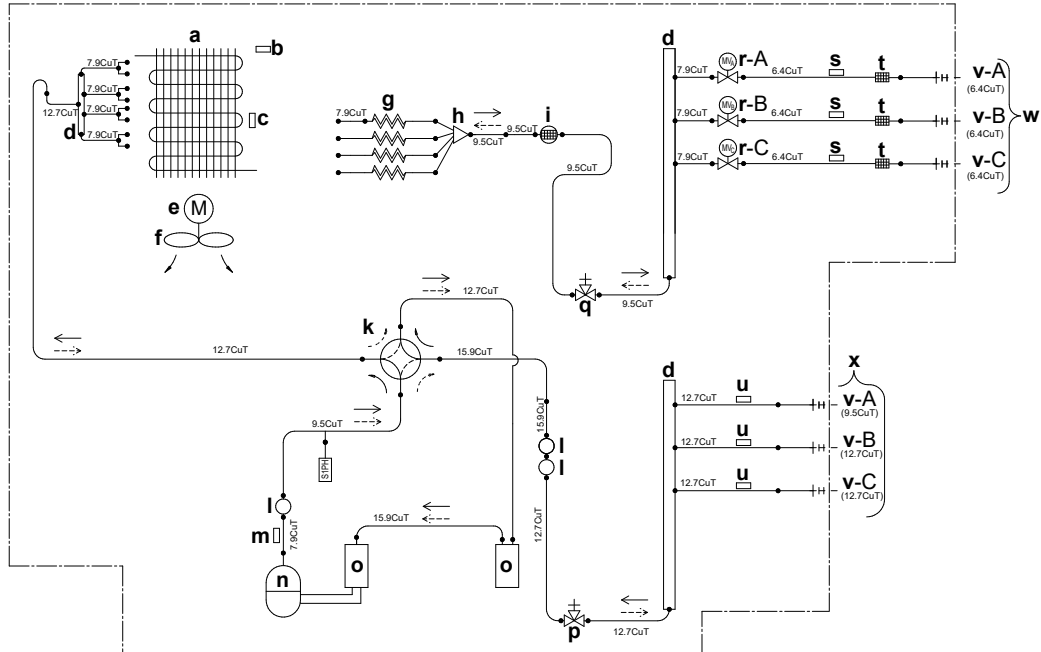 a
b
7.9CuT
7.9CuT
7.9CuT
7.9CuT
12.7CuT
d
c
e M
f
7.9CuT
g
h
9.5CuT
9.5CuT
i
9.5CuT
q
9.5CuT
d
7.9CuT
MVA
r-A
6.4CuT
s
t
v-A
(6.4CuT)
7.9CuT
MVB
r-B
6.4CuT
s
t
v-B
(6.4CuT)
w
7.9CuT
MVC
r-C
6.4CuT
s
t
v-C
(6.4CuT)
12.7CuT
k
12.7CuT
15.9CuT
9.5CuT
S1PH
l
m
7.9CuT
n
o
15.9CuT
o
15.9CuT
l
l
12.7CuT
p
12.7CuT
d
x
12.7CuT
u
v-A
(9.5CuT)
12.7CuT
u
v-B
(12.7CuT)
12.7CuT
u
v-C
(12.7CuT)